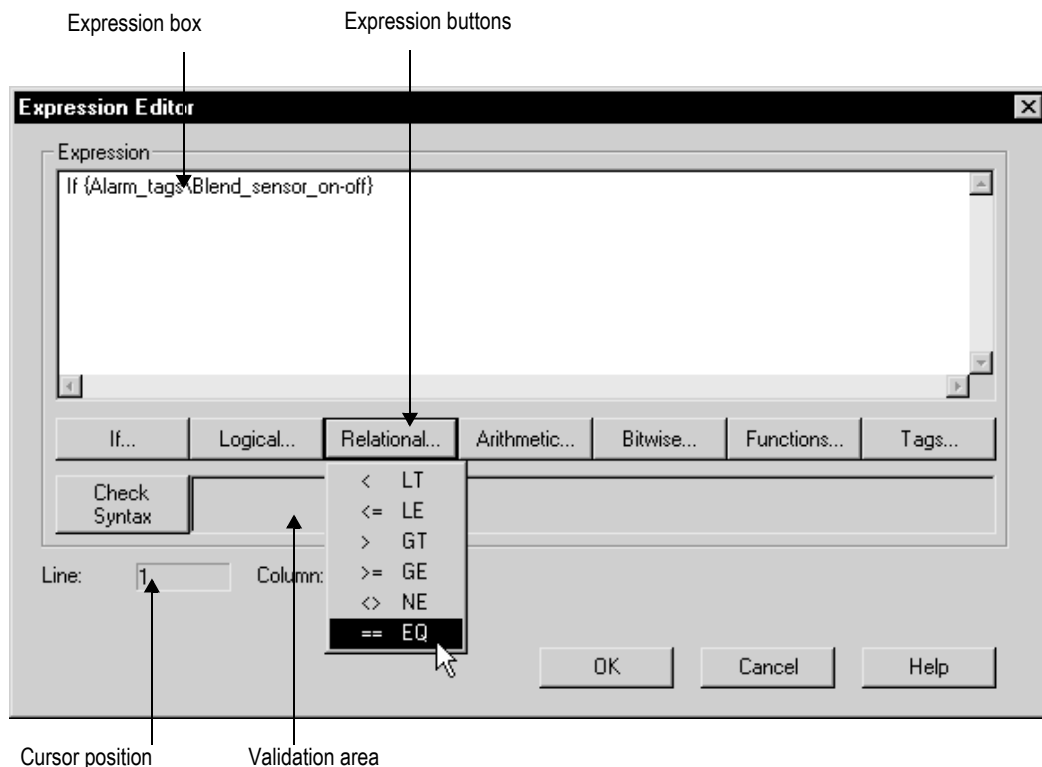 Expression box
Expression buttons
Expression Editor
Expression
If {Alarm_tags\Blend_sensor_on-off}
If...
Logical...
Relational...
Arithmetic...
Bitwise...
Functions...
Tags...
Check
Syntax
< LT
<= LE
> GT
>= GE
<> NE
== EQ
Line: 1 Column:
OK
Cancel
Help
Cursor position
Validation area